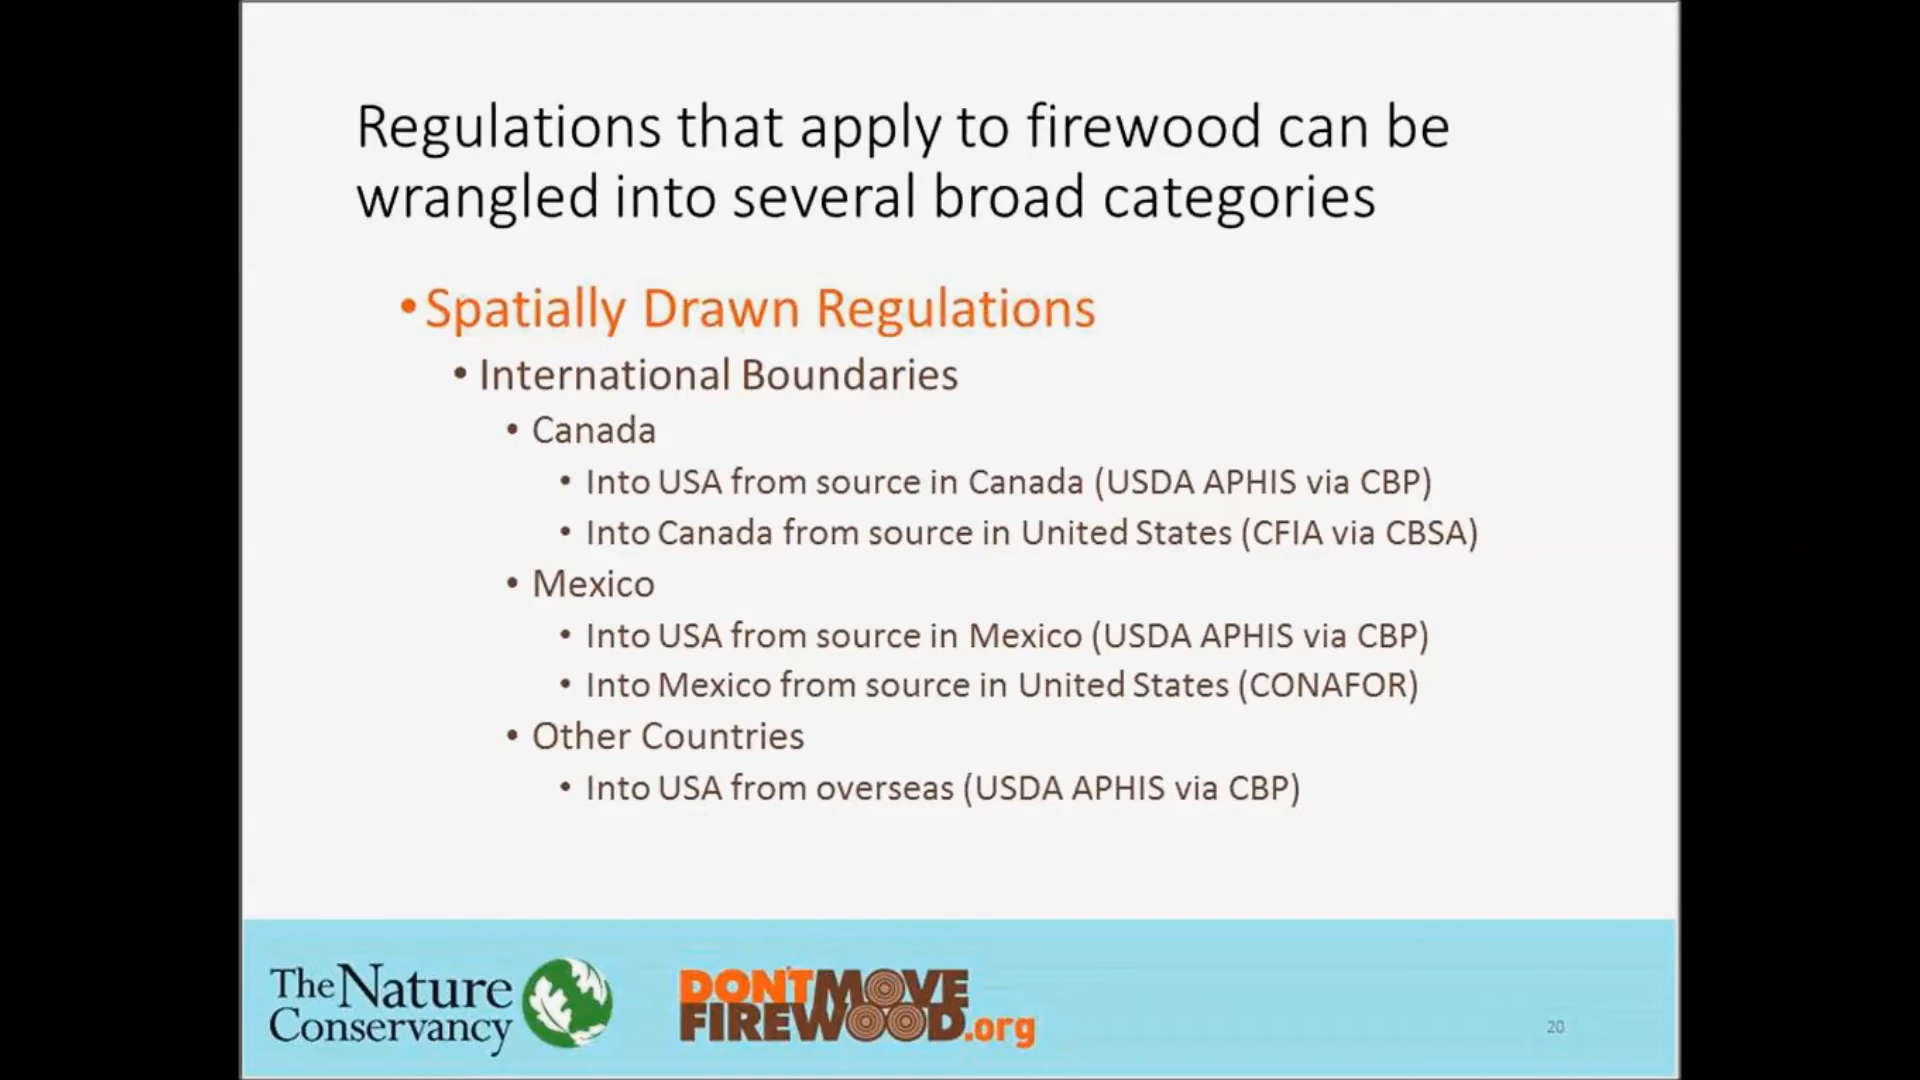 Regulations that apply to firewood can be
wrangled into several broad categories
•Spatially Drawn Regulations
• International Boundaries
• Canada
• Into USA from source in Canada (USDA APHIS via CBP)
• Into Canada from source in United States (CFIA via CBSA)
• Mexico
• Into USA from source in Mexico (USDA APHIS via CBP)
• Into Mexico from source in United States (CONAFOR)
• Other Countries
• Into USA from overseas (USDA APHIS via CBP)
The Nature
Conservancy
DON'T MOVE
FIREWOOD.org
20